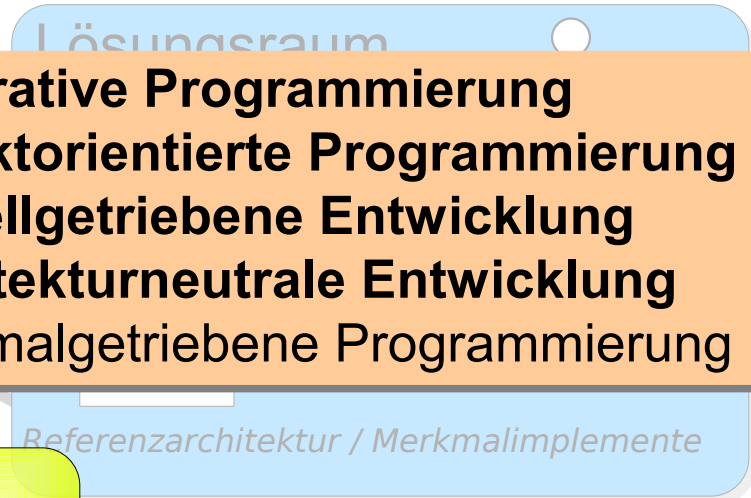 Lösungsraum
rative Programmierung
ktorientierte Programmierung
ellgetriebene Entwicklung
tekturneutrale Entwicklung
malgetriebene Programmierung
Referenzarchitektur / Merkmalimplemente